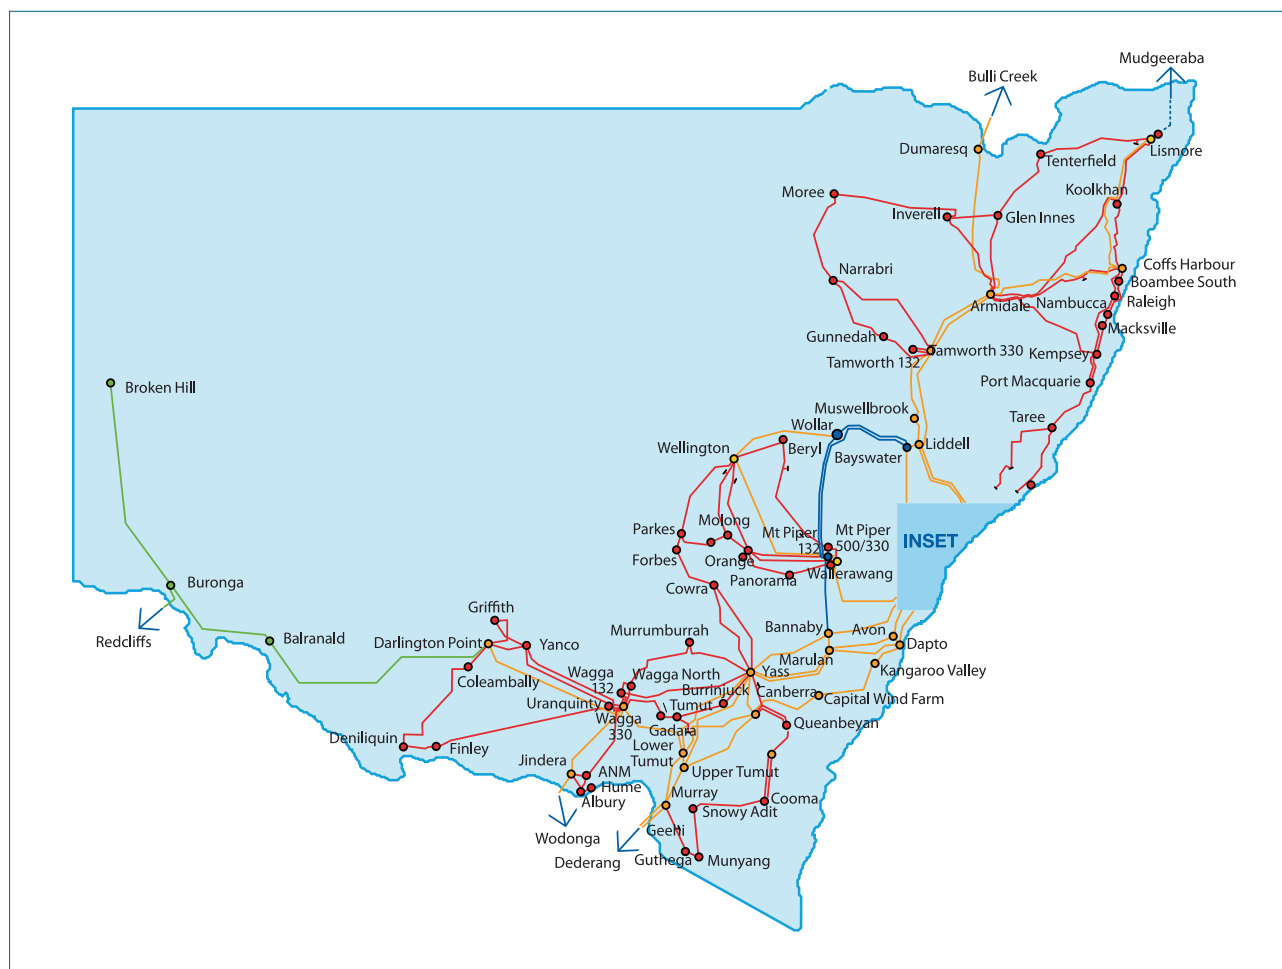 Mudgeeraba
Bulli Creek
Dumaresq
Lismore
Tenterfield
Koolkhan
Moree
Inverell
Glen Innes
Narrabri
Coffs Harbour
Boambee South
Nambucca
Raleigh
Armidale
Macksville
Gunnedah
Tamworth 330
Tamworth 132
Kempsey
Port Macquarie
Broken Hill
Muswellbrook
Wollar
Taree
Wellington
Beryl
Bayswater
Liddell
Parkes
Molong
Mt Piper
132
Mt Piper
500/330
INSET
Forbes
Orange
Panorama
Wallerawang
Cowra
Buronga
Redcliffs
Balranald
Griffith
Darlington Point
Yanco
Murrumburrah
Bannaby
Avon
Dapto
Marulan
Kangaroo Valley
Coleambally
Wagga
132
Wagga North
Yass
Burrinjuck
Canberra
Capital Wind Farm
Uranquinty
Tumut
Wagga
330
Gadara
Queanbeyan
Deniliquin
Finley
Lower
Tumut
Jindera
ANM
Upper Tumut
Hume
Albury
Murray
Cooma
Snowy Adit
Wodonga
Geehi
Dederang
Guthega
Munyang